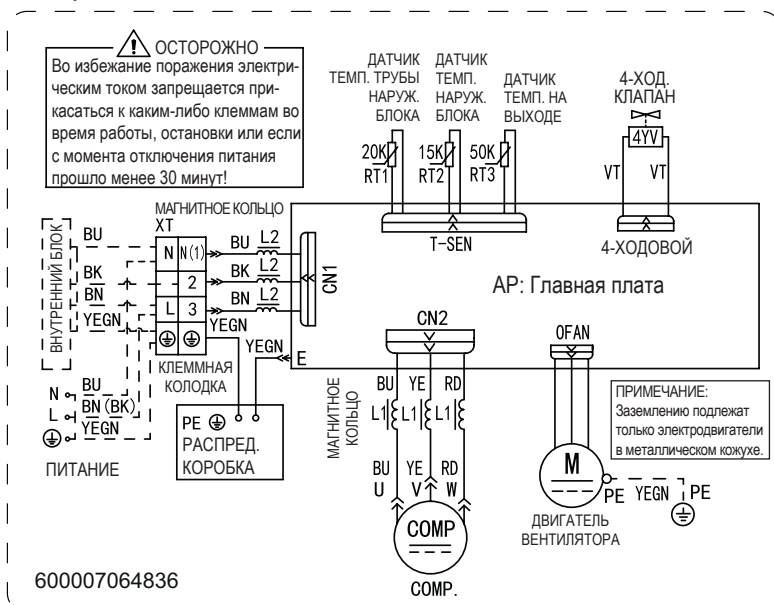 ОСТОРОЖНО
Во избежание поражения электри-
ческим током запрещается при-
касаться к каким-либо клеммам во
время работы, остановки или если
с момента отключения питания
прошло менее 30 минут!
ДАТЧИК
ТЕМП. ТРУБЫ
НАРУЖ.
БЛОКА
ДАТЧИК
ТЕМП.
НАРУЖ.
БЛОКА
ДАТЧИК
ТЕМП. НА
ВЫХОДЕ
4-ХОД.
КЛАПАН
4YV
20K
RT1
15K
RT2
50K
RT3
VT
VT
T-SEN
4-ХОДОВОЙ
МАГНИТНОЕ КОЛЬЦО
XT
ВНУТРЕННИЙ БЛОК
BU
BK
BN
YEGN
N
N(1)
2
L
3
BU
L2
BK
L2
BN
L2
YEGN
CN1
AP: Главная плата
КЛЕММНАЯ
КОЛОДКА
YEGN
E
CN2
OFAN
N
BU
L
BN(BK)
YEGN
ПИТАНИЕ
PE
РАСПРЕД.
КОРОБКА
МАГНИТНОЕ
КОЛЬЦО
BU
YE
RD
L1
L1
L1
BU
YE
RD
U
V
W
COMP
COMP.
ПРИМЕЧАНИЕ:
Заземлению подлежат
только электродвигатели
в металлическом кожухе.
M
PE
YEGN
PE
ДВИГАТЕЛЬ
ВЕНТИЛЯТОРА
600007064836